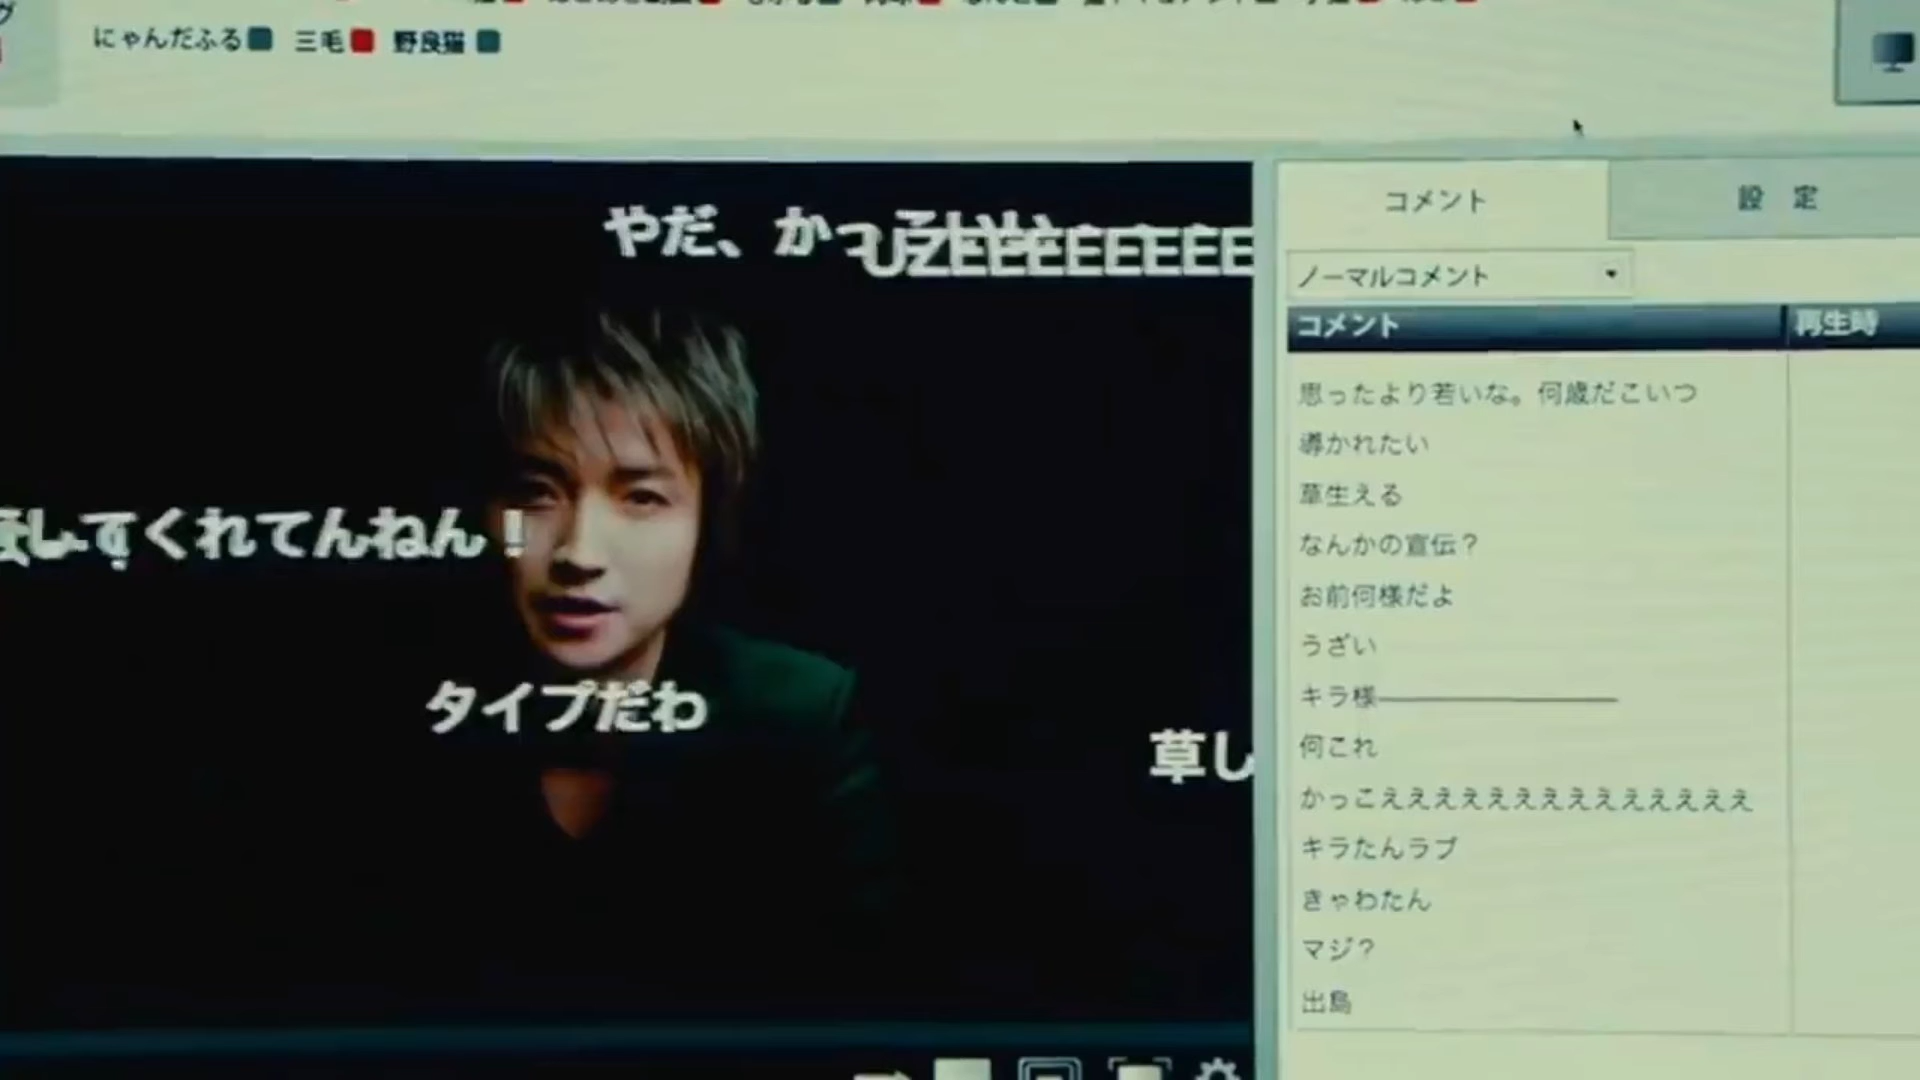 グ
にゃんだふる 三毛 野良猫
やだ、かっ
UZEEEEEEEE
くれてんねん！
タイプだわ
草し
コメント
設 定
ノーマルコメント
コメント 再生時
思ったより若いな。何歳だこいつ
導かれたい
草生える
なんかの宣伝？
お前何様だよ
うざい
キラ様―――――――――
何これ
かっこええええええええええええええ
キラたんラブ
きゃわたん
マジ？
出島